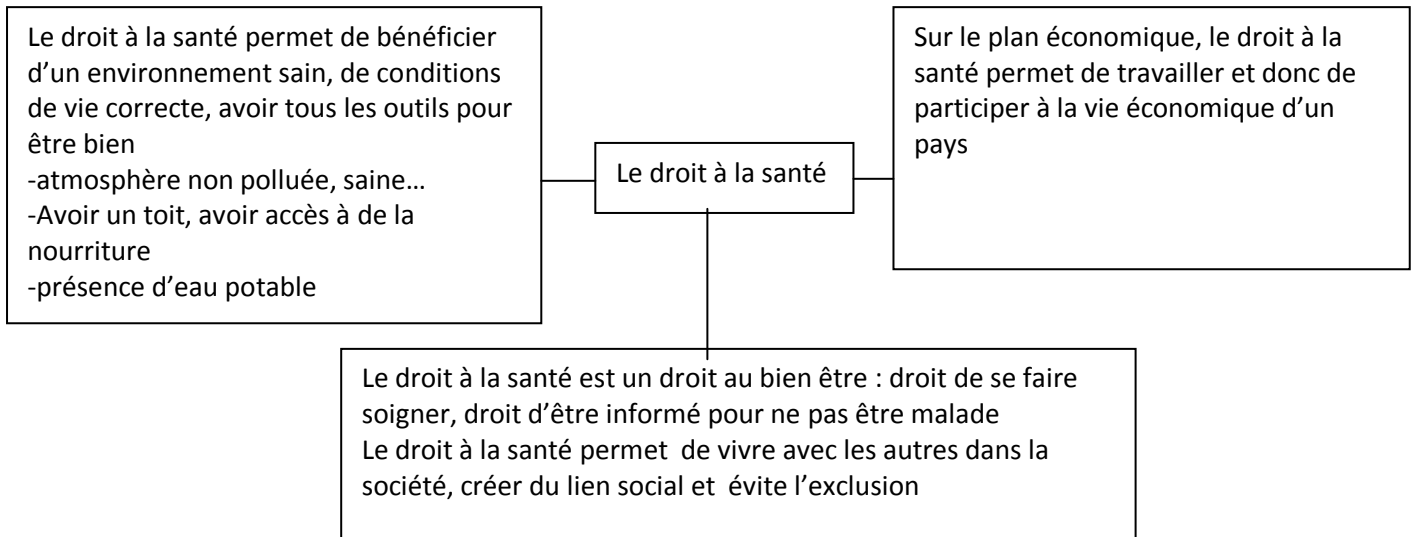 Le droit à la santé permet de bénéficier
d’un environnement sain, de conditions
de vie correcte, avoir tous les outils pour
être bien
-atmosphère non polluée, saine…
-Avoir un toit, avoir accès à de la
nourriture
-présence d’eau potable
Le droit à la santé
Sur le plan économique, le droit à la
santé permet de travailler et donc de
participer à la vie économique d’un
pays
Le droit à la santé est un droit au bien être : droit de se faire
soigner, droit d’être informé pour ne pas être malade
Le droit à la santé permet  de vivre avec les autres dans la
société, créer du lien social et  évite l’exclusion